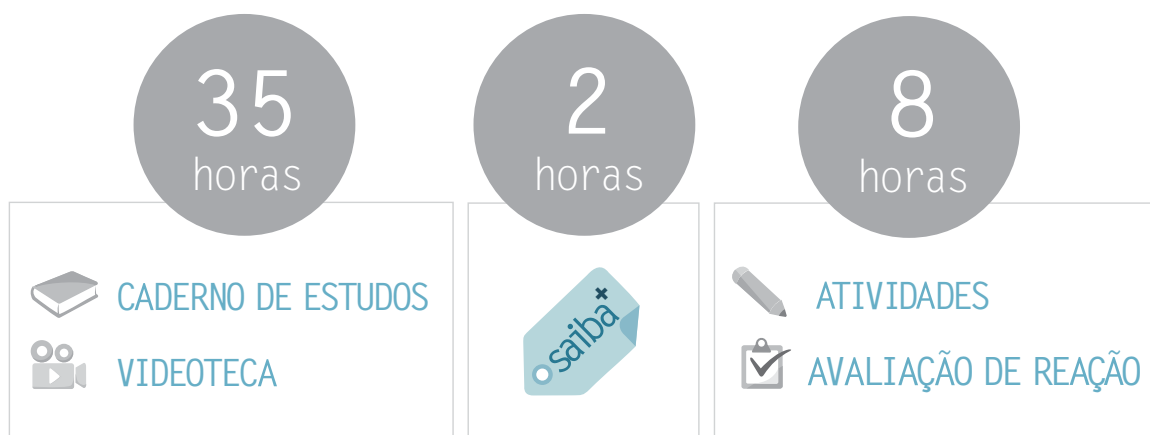 35
horas
CADERNO DE ESTUDOS
VIDEOTECA
2
horas
saiba
8
horas
ATIVIDADES
AVALIAÇÃO DE REAÇÃO